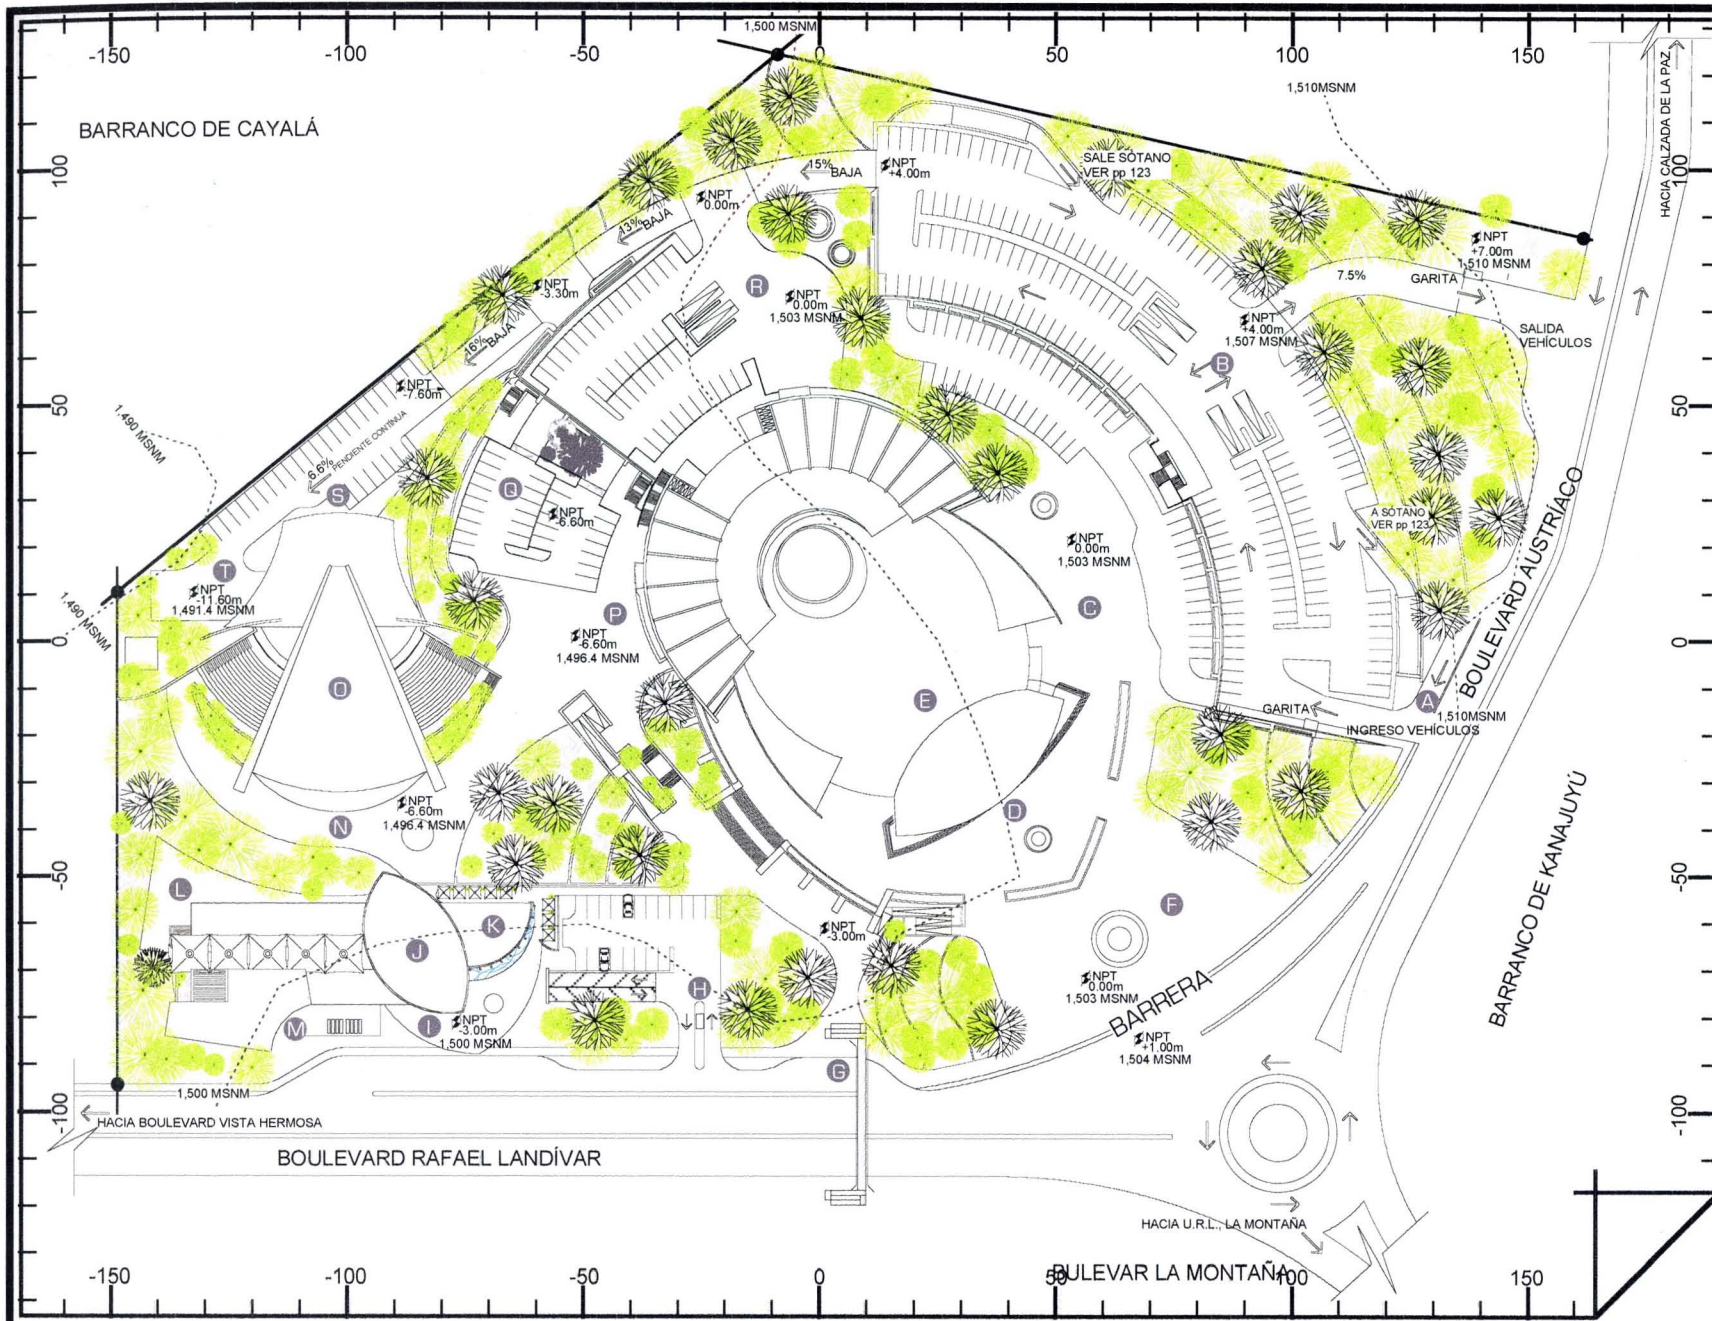 1,500 MSNM
-150
-100
-50
0
50
100
150
BARRANCO DE CAYALÁ
1,510MSNM
HACIA CALZADA DE LA PAZ
SALE SÓTANO
VER pp 123
15%
BAJA
NPT
+4.00m
100
100
NPT
0.00m
13%
BAJA
NPT
+7.00m
1,510 MSNM
7.5%
GARITA
NPT
-3.30m
R
NPT
0.00m
1,503 MSNM
NPT
+4.00m
1,507 MSNM
SALIDA
VEHÍCULOS
16%
BAJA
B
NPT
-7.60m
50
50
1.490 MSNM
6.6%
PENDIENTE CONTÍNUA
S
Q
NPT
-6.60m
A SÓTANO
VER pp 123
BOULEVARD AUSTRÍACO
NPT
0.00m
1,503 MSNM
T
NPT
-11.60m
1,491.4 MSNM
1.490 MSNM
P
C
0
NPT
-6.60m
1,496.4 MSNM
0
O
E
A
GARITA
1,510MSNM
INGRESO VEHÍCULOS
NPT
-6.60m
1,496.4 MSNM
N
D
BARRANCO DE KANAJUYÚ
-50
L
-50
F
K
J
NPT
-3.00m
H
NPT
0.00m
1,503 MSNM
BARRERA
M
I
NPT
-3.00m
1,500 MSNM
NPT
+1.00m
1,504 MSNM
G
1,500 MSNM
-100
-100
HACIA BOULEVARD VISTA HERMOSA
BOULEVARD RAFAEL LANDÍVAR
HACIA U.R.L., LA MONTAÑA
BULEVAR LA MONTAÑA
-150
-100
-50
0
50
100
150